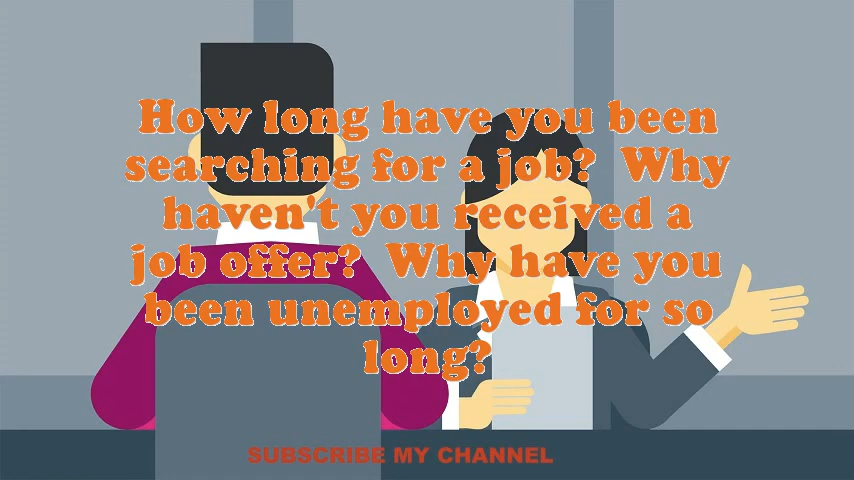 How long have you been
searching for a job? Why
haven't you received a
job offer? Why have you
been unemployed for so
long?
SUBSCRIBE MY CHANNEL